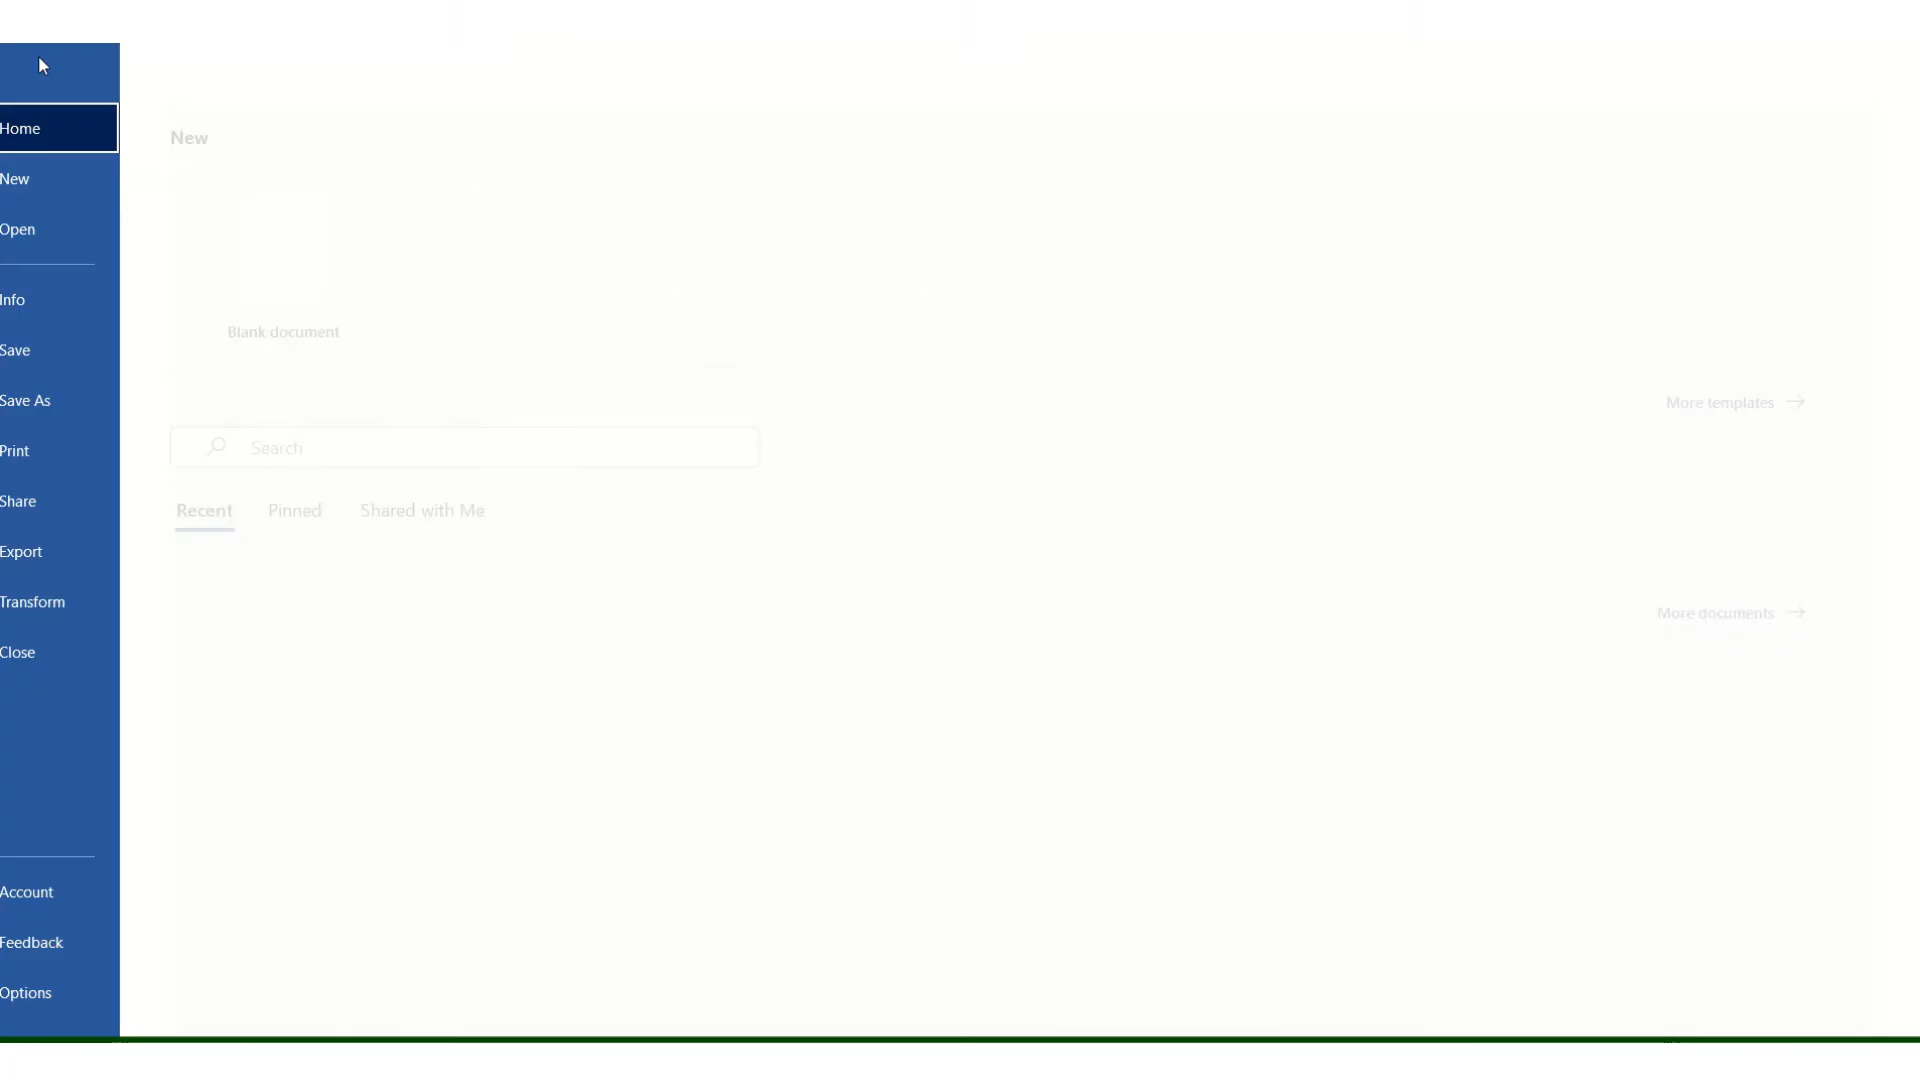 Home
New
Open
Info
Save
Save As
Print
Share
Export
Transform
Close
Account
Feedback
Options
New
Blank document
More templates
Search
Recent Pinned Shared with Me
More documents